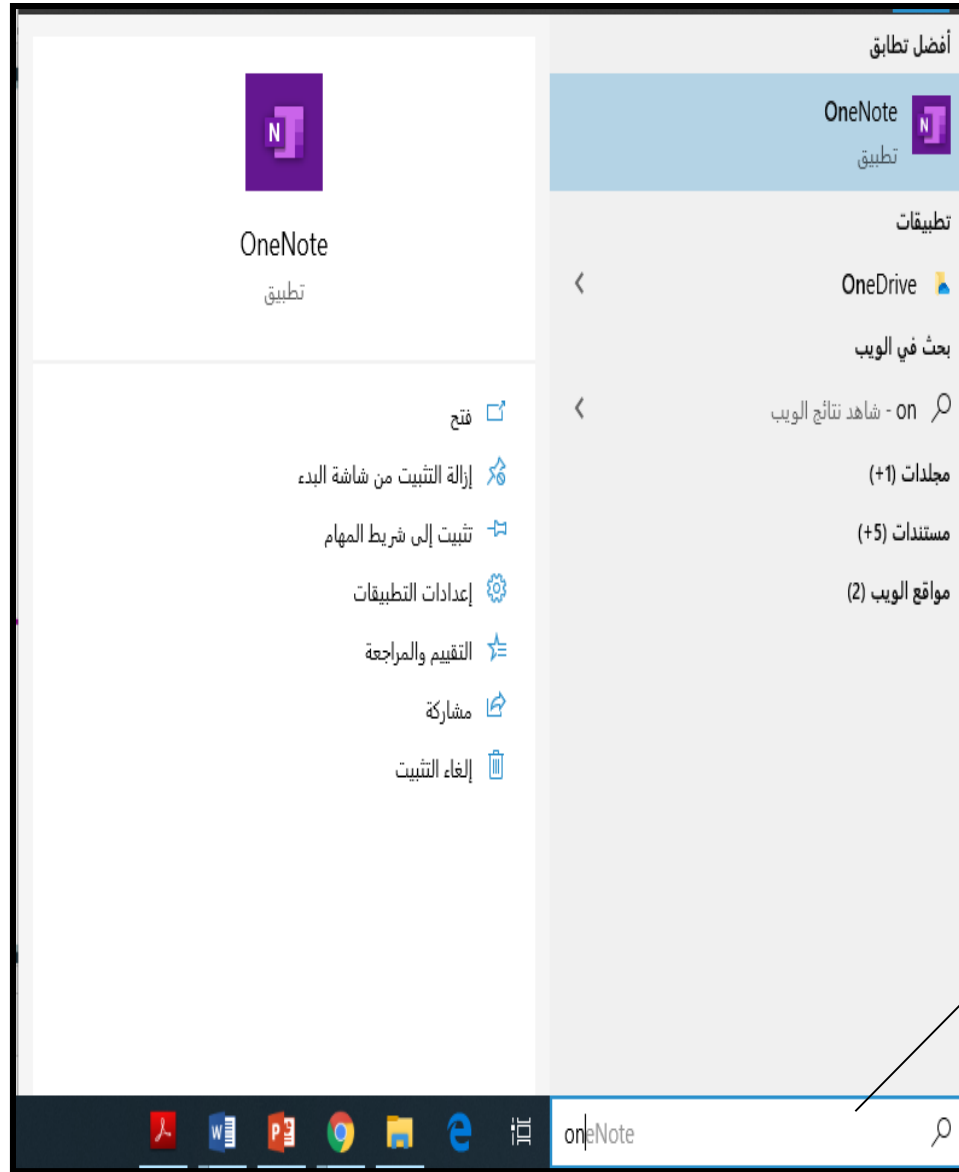 أفضل تطابق
OneNote
تطبيق
تطبيقات
OneDrive
بحث في الويب
on - شاهد نتائج الويب
مجلدات (1+)
مستندات (5+)
مواقع الويب (2)
OneNote
تطبيق
فتح
إزالة التثبيت من شاشة البدء
تثبيت إلى شريط المهام
إعدادات التطبيقات
التقييم والمراجعة
مشاركة
إلغاء التثبيت
oneNote